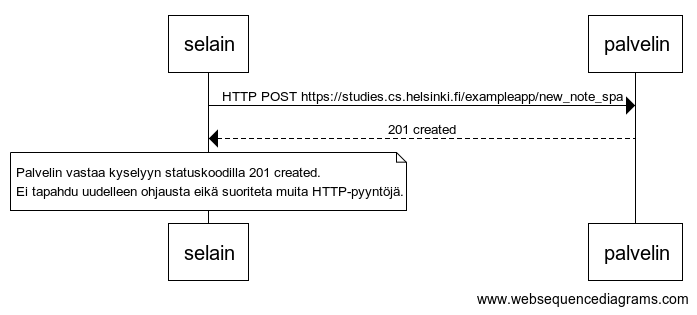 selain
palvelin
HTTP POST https://studies.cs.helsinki.fi/exampleapp/new_note_spa
201 created
Palvelin vastaa kyselyyn statuskoodilla 201 created.
Ei tapahdu uudelleen ohjausta eikä suoriteta muita HTTP-pyyntöjä.
selain
palvelin
www.websequencediagrams.com